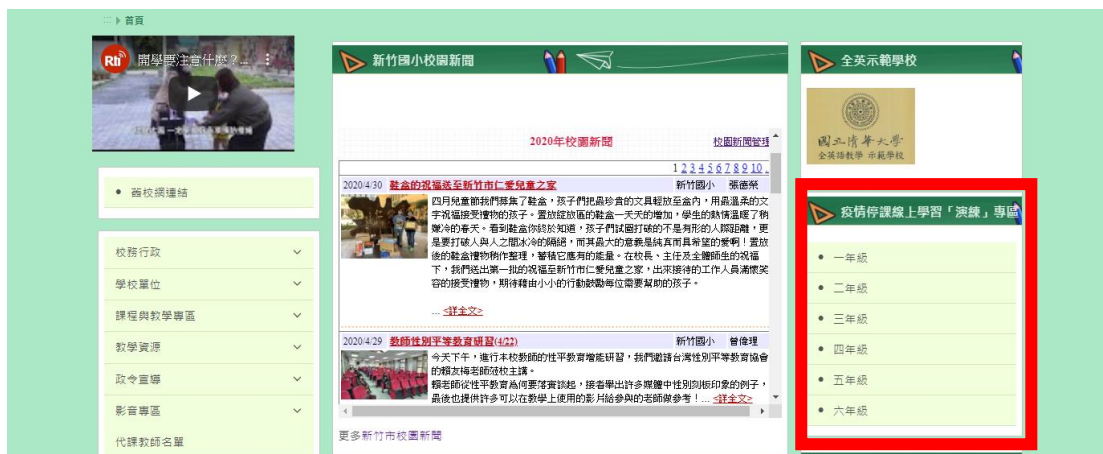 首頁
Rti 開學要注意什麼？...
舊校網連結
校務行政
學校單位
課程與教學專區
教學資源
政令宣導
影音專區
代課教師名單
新竹國小校園新聞
2020年校園新聞 校園新聞管理
1 2 3 4 5 6 7 8 9 10 .
2020/4/30 鞋盒的祝福送至新竹市仁愛兒童之家 新竹國小 張德榮
四月兒童節我們募集了鞋盒，孩子們把最珍貴的文具輕放至盒內，用最溫柔的文
字祝福接受禮物的孩子。置放綻放區的鞋盒一天天的增加，學生的熱情溫暖了稍
嫌冷的春天。看到鞋盒你終於知道，孩子們試圖打破的不是有形的人際距離，更
是要打破人與人之間冰冷的隔絕，而其最大的意義是純真而具希望的愛啊！置放
後的鞋盒禮物稍作整理，蓄積它應有的能量。在校長、主任及全體師生的祝福
下，我們送出第一批的祝福至新竹市仁愛兒童之家，出來接待的工作人員滿懷笑
容的接受禮物，期待藉由小小的行動鼓勵每位需要幫助的孩子。
... <詳全文>
2020/4/29 教師性別平等教育研習(4/22) 新竹國小 曾偉理
今天下午，進行本校教師的性平教育增能研習，我們邀請台灣性別平等教育協會
的賴友梅老師蒞校主講。
賴老師從性平教育為何要落實談起，接著舉出許多媒體中性別刻板印象的例子，
最後也提供許多可以在教學上使用的影片給參與的老師做參考！... <詳全文>
更多新竹市校園新聞
全英示範學校
國立清華大學
全英語教學 示範學校
疫情停課線上學習「演練」專區
一年級
二年級
三年級
四年級
五年級
六年級